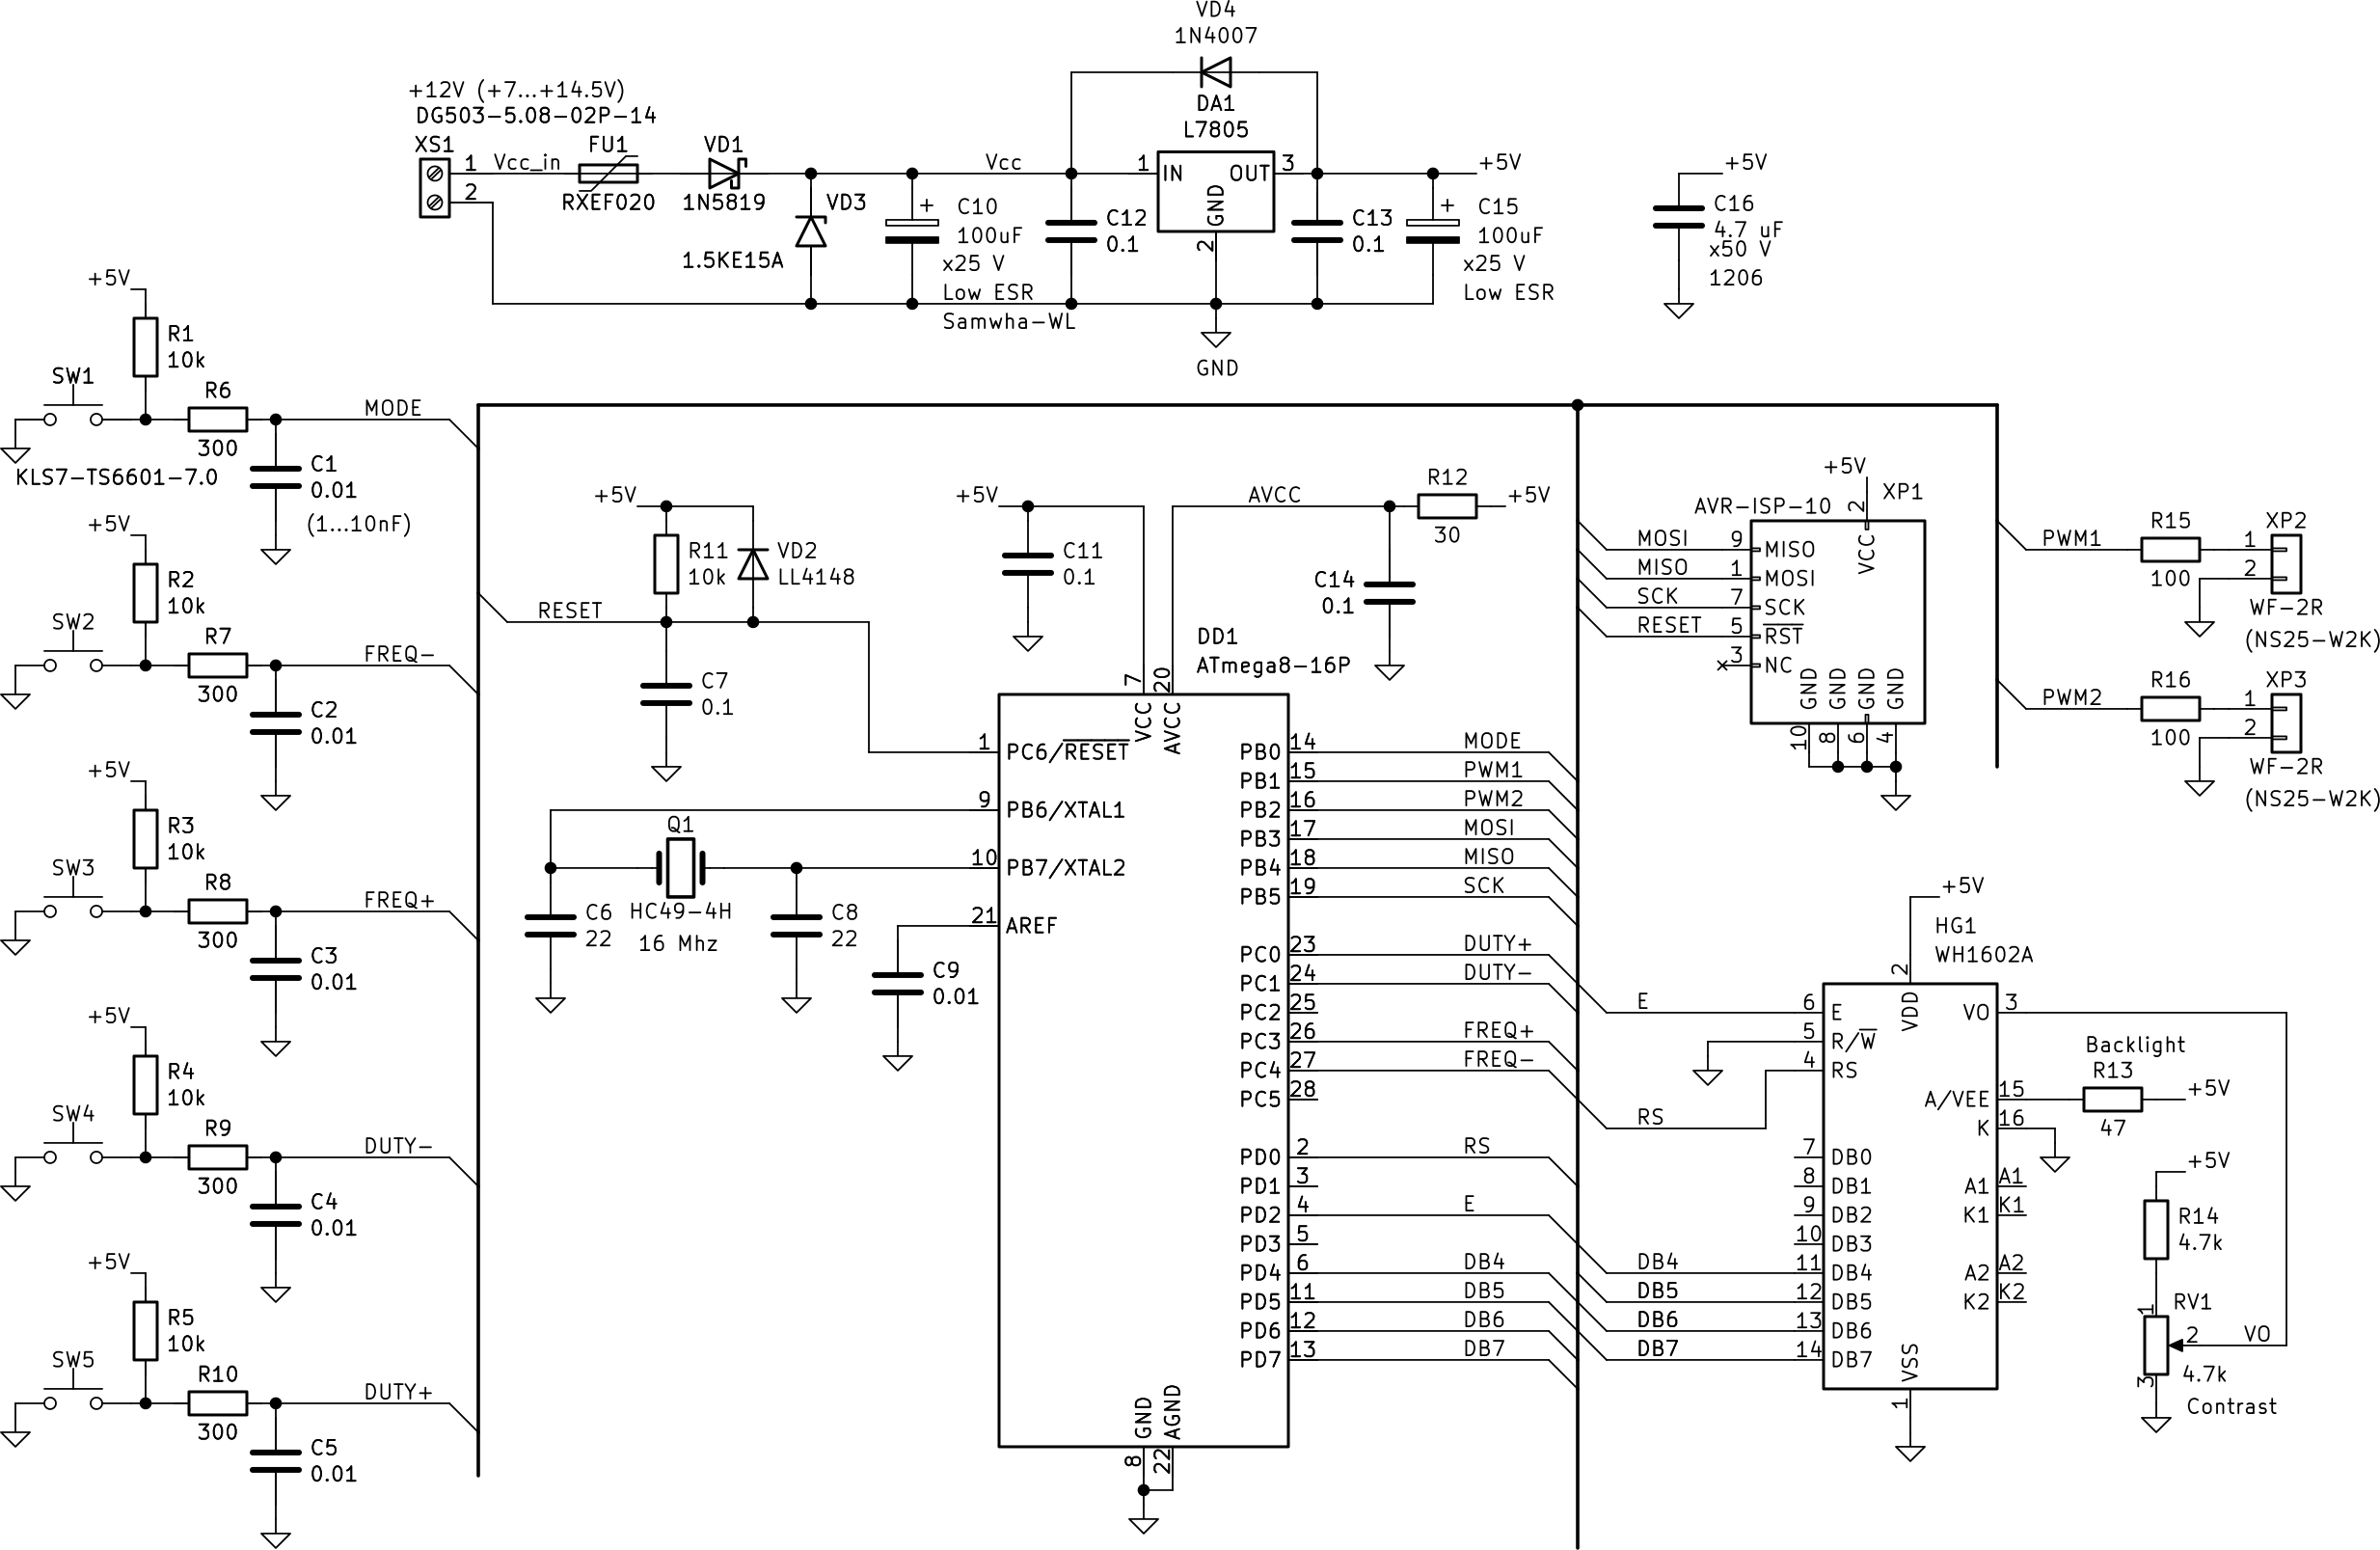 VD4
1N4007
+12V (+7...+14.5V)
DG503-5.08-02P-14
XS1
1
2
Vcc_in
FU1
RXEF020
VD1
1N5819
VD3
1.5KE15A
+
C10
100uF
x25 V
Low ESR
Samwha-WL
Vcc
C12
0.1
DA1
L7805
1
IN
OUT
3
GND
2
GND
C13
0.1
+
C15
100uF
x25 V
Low ESR
+5V
+5V
C16
4.7 uF
x50 V
1206
+5V
R1
10k
SW1
R6
300
MODE
KLS7-TS6601-7.0
C1
0.01
(1...10nF)
+5V
R2
10k
SW2
R7
300
FREQ-
C2
0.01
+5V
R3
10k
SW3
R8
300
FREQ+
C3
0.01
+5V
R4
10k
SW4
R9
300
DUTY-
C4
0.01
+5V
R5
10k
SW5
R10
300
DUTY+
C5
0.01
+5V
R11
10k
VD2
LL4148
RESET
C7
0.1
+5V
C11
0.1
AVCC
R12
30
+5V
C14
0.1
DD1
ATmega8-16P
7
VCC
20
AVCC
1
PC6/RESET
9
PB6/XTAL1
10
PB7/XTAL2
21
AREF
Q1
HC49-4H
16 Mhz
C6
22
C8
22
C9
0.01
PB0 14 MODE
PB1 15 PWM1
PB2 16 PWM2
PB3 17 MOSI
PB4 18 MISO
PB5 19 SCK
PC0 23 DUTY+
PC1 24 DUTY-
PC2 25
PC3 26 FREQ+
PC4 27 FREQ-
PC5 28
PD0 2 RS
PD1 3
PD2 4 E
PD3 5
PD4 6 DB4
PD5 11 DB5
PD6 12 DB6
PD7 13 DB7
GND
8
AGND
22
+5V
XP1
AVR-ISP-10
2
VCC
MOSI 9 MISO
MISO 1 MOSI
SCK 7 SCK
RESET 5 RST
3 NC
GND GND GND GND
10 8 6 4
PWM1
R15
100
XP2
1
2
WF-2R
(NS25-W2K)
PWM2
R16
100
XP3
1
2
WF-2R
(NS25-W2K)
+5V
HG1
WH1602A
2
VDD
E 6 E
5 R/W
4 RS
RS
7 DB0
8 DB1
9 DB2
10 DB3
DB4 11 DB4
DB5 12 DB5
DB6 13 DB6
DB7 14 DB7
VSS
1
VO 3
A/VEE 15
K 16
A1 A1
K1 K1
A2 A2
K2 K2
Backlight
R13
47
+5V
+5V
R14
4.7k
RV1
1
2
3
VO
4.7k
Contrast